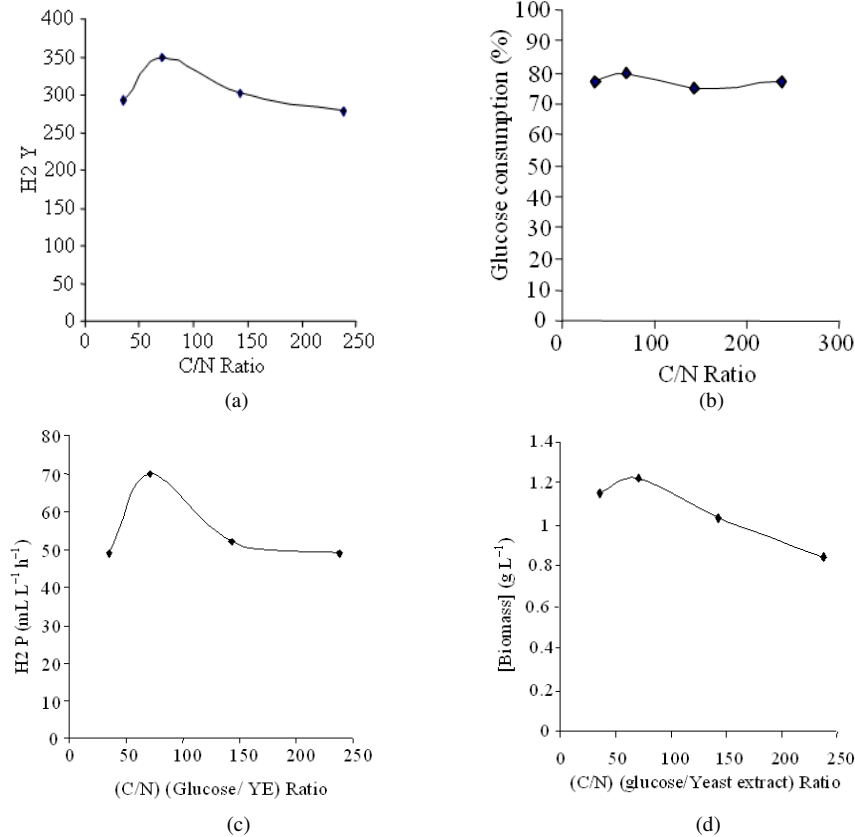 400
350
300
250
200
150
100
50
0
H2 Y
0 50 100 150 200 250
C/N Ratio
(a)
100
90
80
70
60
50
40
30
20
10
0
Glucose consumption (%)
0 100 200 300
C/N Ratio
(b)
80
70
60
50
40
30
20
10
0
H2 P (mL L⁻¹ h⁻¹)
0 50 100 150 200 250
(C/N) (Glucose/ YE) Ratio
(c)
1.4
1.2
1
0.8
0.6
0.4
0.2
0
[Biomass] (g L⁻¹)
0 50 100 150 200 250
(C/N) (glucose/Yeast extract) Ratio
(d)